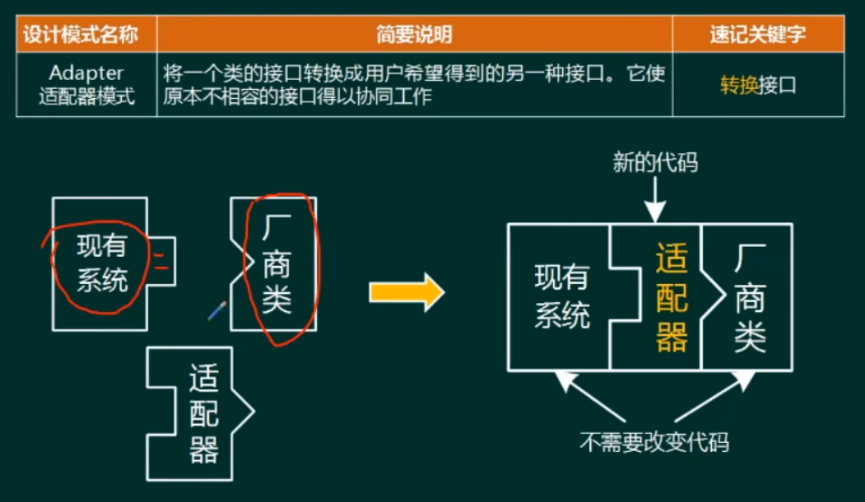 设计模式名称 简要说明 速记关键字
Adapter
适配器模式
将一个类的接口转换成用户希望得到的另一种接口。它使
原本不相容的接口得以协同工作
转换接口
现有
系统
厂
商
类
适
配
器
新的代码
现有
系统
适
配
器
厂
商
类
不需要改变代码